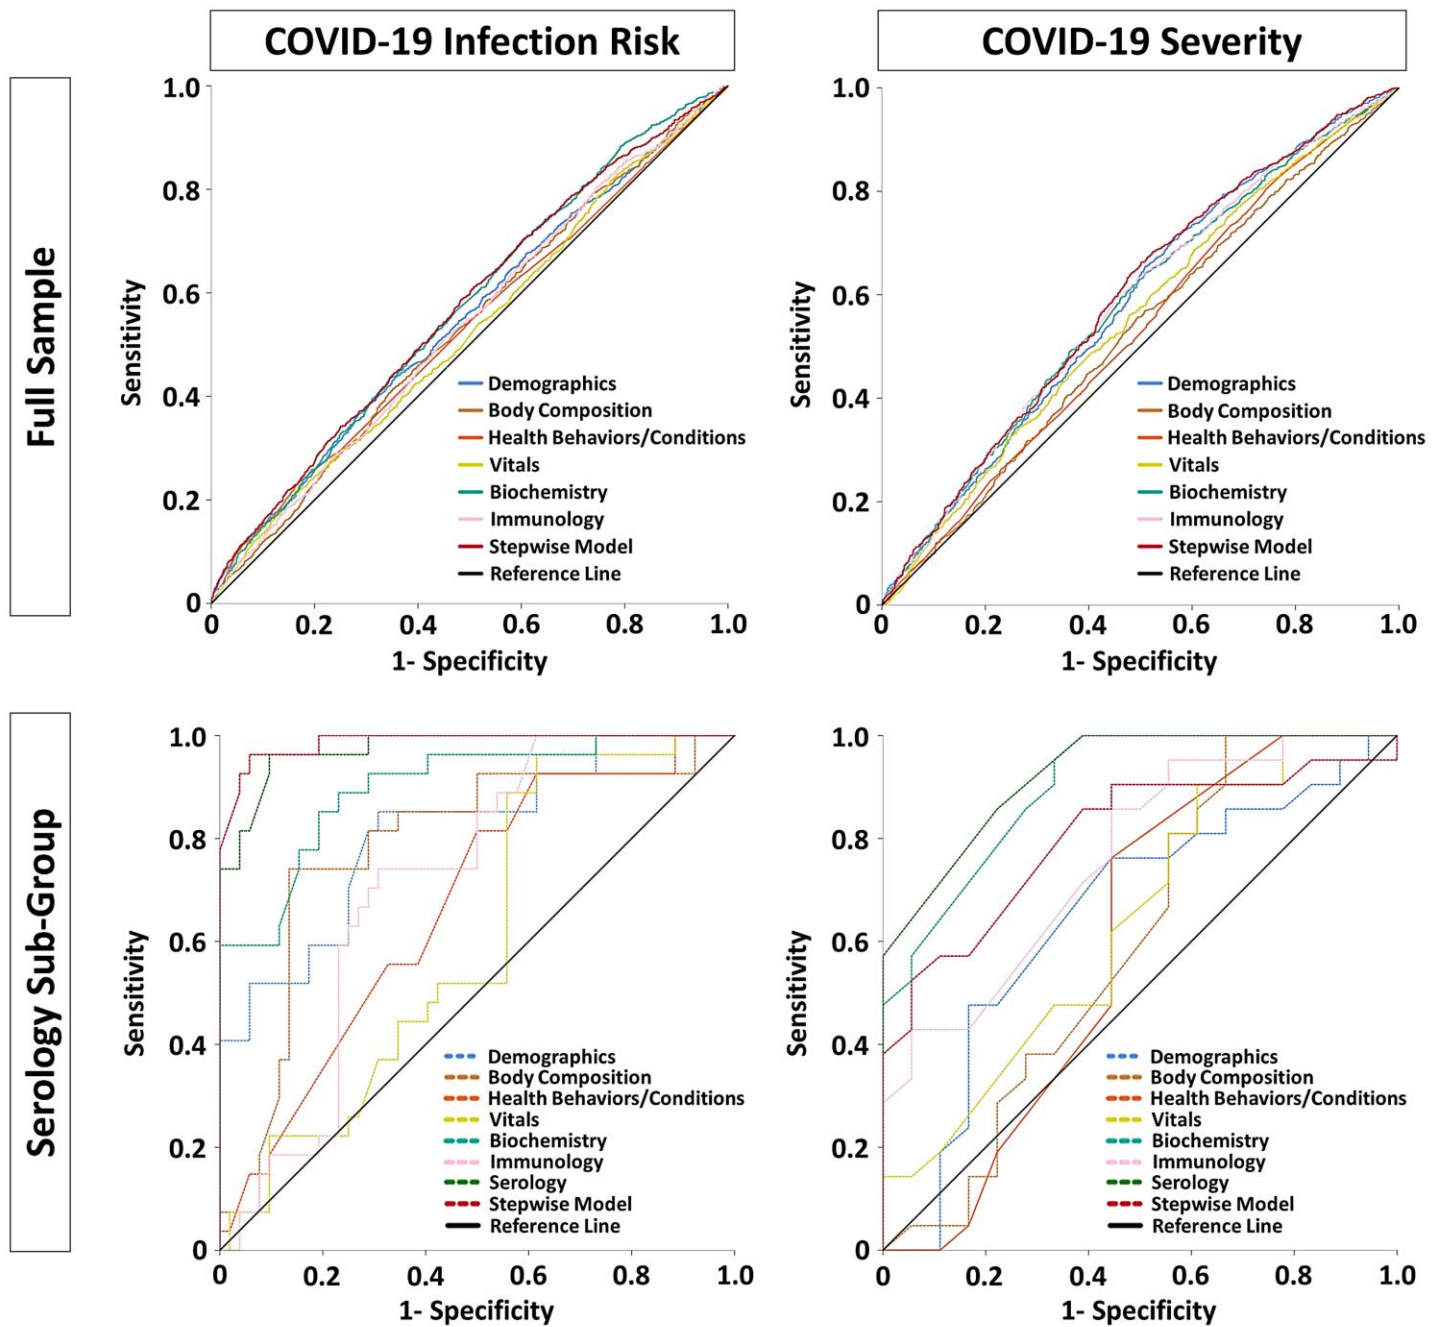 COVID-19 Infection Risk
COVID-19 Severity
Full Sample
Sensitivity
1.0
0.8
0.6
0.4
0.2
0
0
0.2
0.4
0.6
0.8
1.0
1- Specificity
Demographics
Body Composition
Health Behaviors/Conditions
Vitals
Biochemistry
Immunology
Stepwise Model
Reference Line
Sensitivity
1.0
0.8
0.6
0.4
0.2
0
0
0.2
0.4
0.6
0.8
1.0
1- Specificity
Demographics
Body Composition
Health Behaviors/Conditions
Vitals
Biochemistry
Immunology
Stepwise Model
Reference Line
Serology Sub-Group
Sensitivity
1.0
0.8
0.6
0.4
0.2
0
0
0.2
0.4
0.6
0.8
1.0
1- Specificity
Demographics
Body Composition
Health Behaviors/Conditions
Vitals
Biochemistry
Immunology
Serology
Stepwise Model
Reference Line
Sensitivity
1.0
0.8
0.6
0.4
0.2
0
0
0.2
0.4
0.6
0.8
1.0
1- Specificity
Demographics
Body Composition
Health Behaviors/Conditions
Vitals
Biochemistry
Immunology
Serology
Stepwise Model
Reference Line